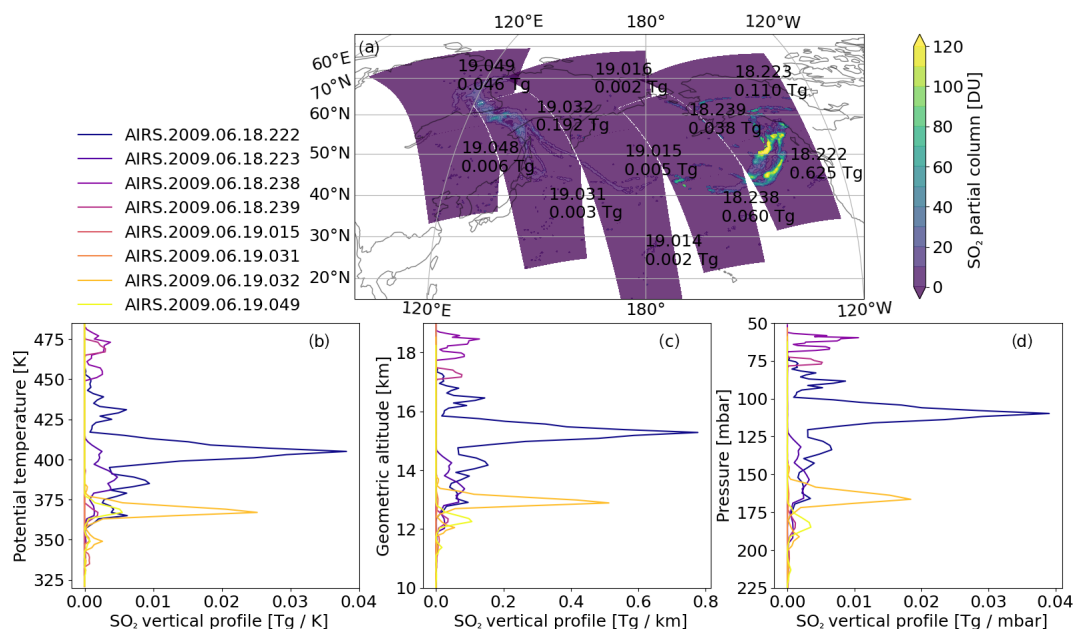 120°E
180°
120°W
(a)
60°E
70°N
60°N
50°N
40°N
30°N
20°N
120°E
180°
120°W
19.049
0.046 Tg
19.016
0.002 Tg
18.223
0.110 Tg
19.032
0.192 Tg
18.239
0.038 Tg
19.048
0.006 Tg
19.015
0.005 Tg
18.222
0.625 Tg
19.031
0.003 Tg
18.238
0.060 Tg
19.014
0.002 Tg
120
100
80
60
40
20
0
SO₂ partial column [DU]
AIRS.2009.06.18.222
AIRS.2009.06.18.223
AIRS.2009.06.18.238
AIRS.2009.06.18.239
AIRS.2009.06.19.015
AIRS.2009.06.19.031
AIRS.2009.06.19.032
AIRS.2009.06.19.049
(b)
Potential temperature [K]
475
450
425
400
375
350
325
0.00 0.01 0.02 0.03 0.04
SO₂ vertical profile [Tg / K]
(c)
Geometric altitude [km]
18
16
14
12
10
0.0 0.2 0.4 0.6 0.8
SO₂ vertical profile [Tg / km]
(d)
Pressure [mbar]
50
75
100
125
150
175
200
225
0.00 0.01 0.02 0.03 0.04
SO₂ vertical profile [Tg / mbar]